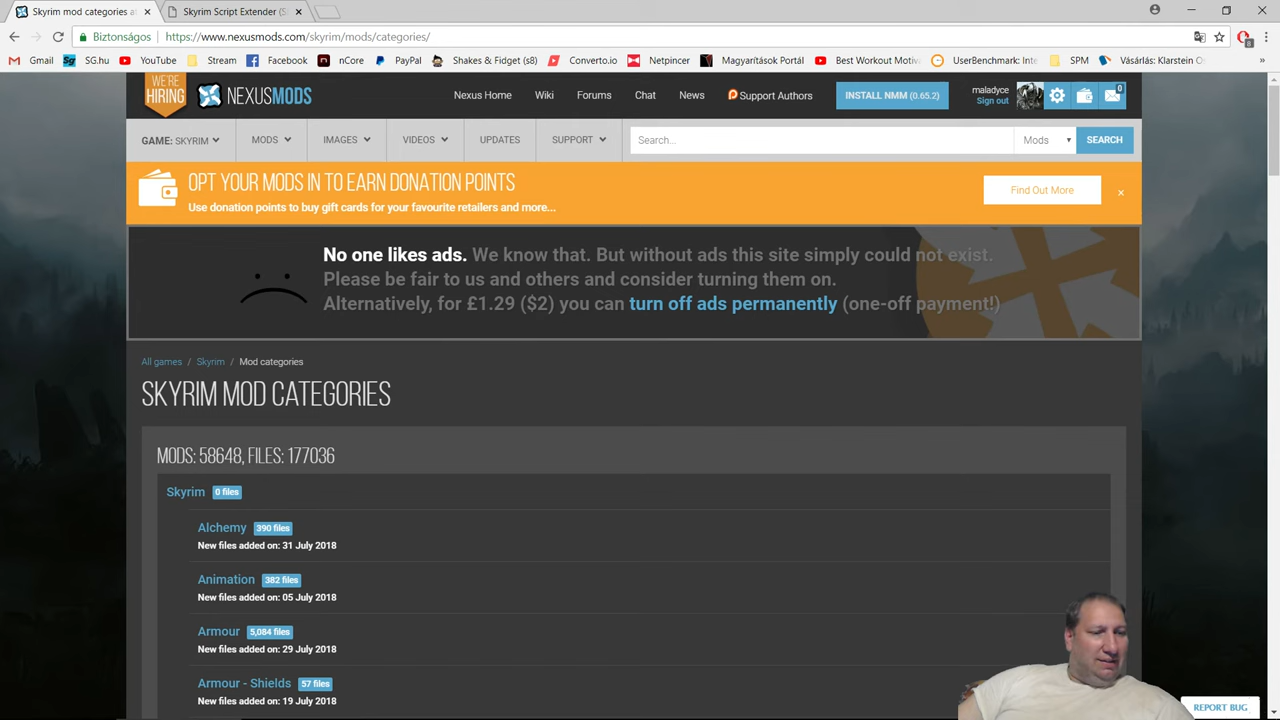 Skyrim mod categories a
Skyrim Script Extender (S
Biztonságos https://www.nexusmods.com/skyrim/mods/categories/
8
Gmail SG.hu YouTube Stream Facebook nCore PayPal Shakes & Fidget (s8) Converto.io Netpincer Magyarítások Portál Best Workout Motiva UserBenchmark: Inte SPM Vásárlás: Klarstein O
WE'RE
HIRING
NEXUSMODS
Nexus Home Wiki Forums Chat News Support Authors
INSTALL NMM (0.65.2)
maladyce
Sign out
0
GAME: SKYRIM MODS IMAGES VIDEOS UPDATES SUPPORT Search... Mods SEARCH
OPT YOUR MODS IN TO EARN DONATION POINTS
Use donation points to buy gift cards for your favourite retailers and more...
Find Out More
×
No one likes ads. We know that. But without ads this site simply could not exist.
Please be fair to us and others and consider turning them on.
Alternatively, for £1.29 ($2) you can turn off ads permanently (one-off payment!)
All games / Skyrim / Mod categories
SKYRIM MOD CATEGORIES
MODS: 58648, FILES: 177036
Skyrim 0 files
Alchemy 390 files
New files added on: 31 July 2018
Animation 382 files
New files added on: 05 July 2018
Armour 5,084 files
New files added on: 29 July 2018
Armour - Shields 57 files
New files added on: 19 July 2018
REPORT BUG